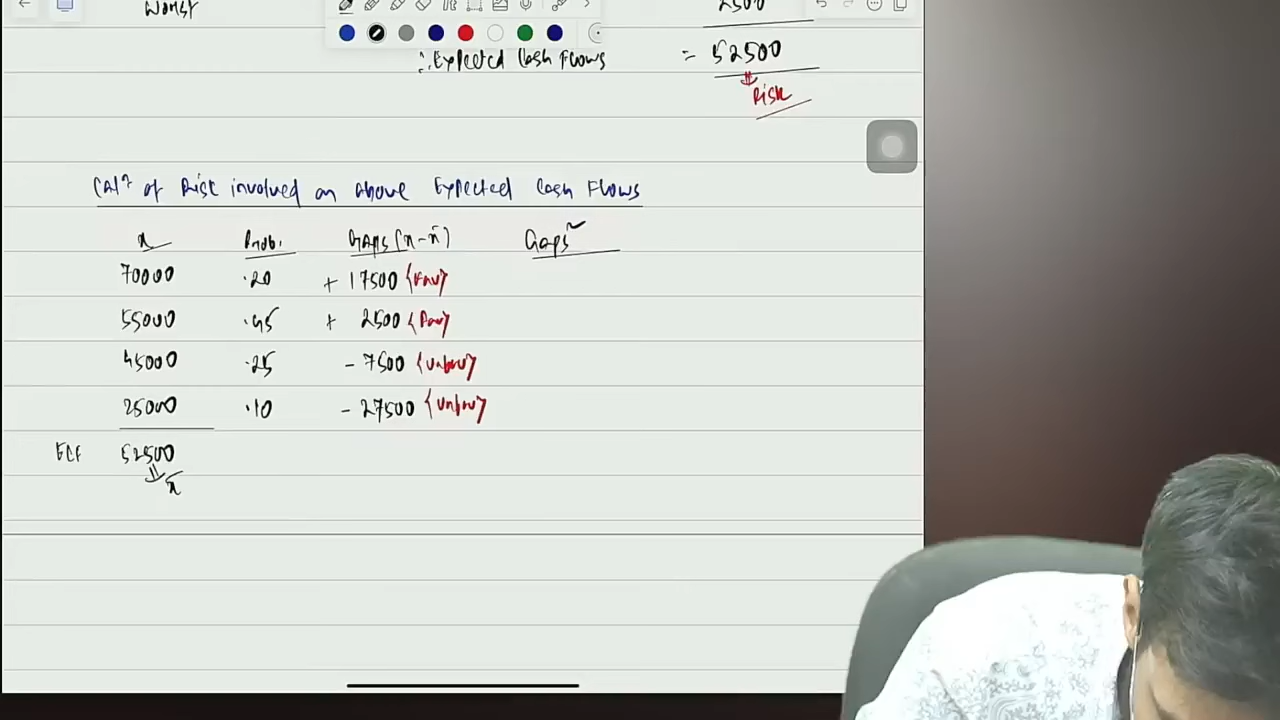 Worst
2500
∴ Expected Cash Flows = 52500
Risk
Calⁿ of Risk involved on above Expected Cash Flows
x Prob. Gaps (x-x̄) Gaps²
70000 .20 + 17500 {Fav}
55000 .45 + 2500 {Fav}
45000 .25 - 7500 {Unfav}
25000 .10 - 27500 {Unfav}
ECF 52500
x̄